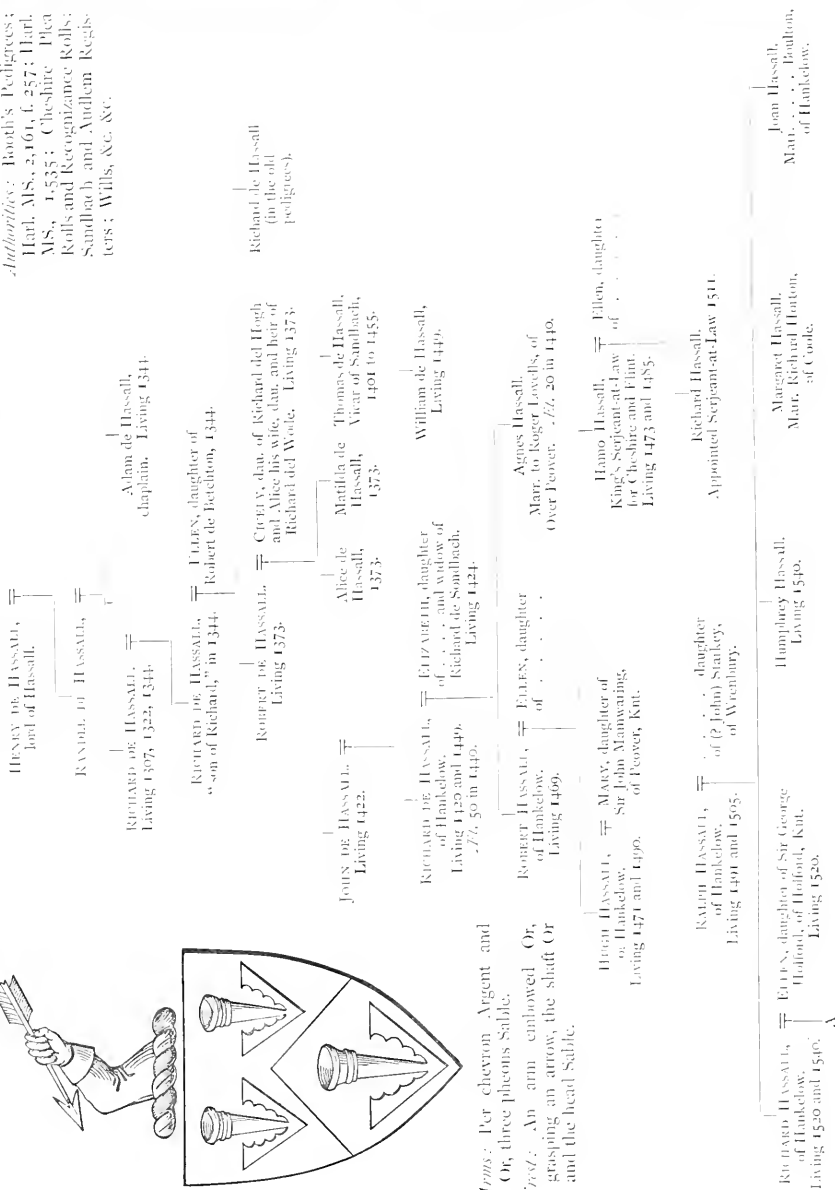 Authorities: Booth's Pedigrees;
Harl. MS., 2,161, f. 257; Harl.
MS., 1,535; Cheshire Plea
Rolls and Recognizance Rolls;
Sandbach and Audlem Regis-
ters; Wills, &c. &c.
HENRY DE HASSALL,
lord of Hassall.
RANDLE DE HASSALL,
Adam de Hassall,
chaplain. Living 1344.
RICHARD DE HASSALL.
Living 1307, 1322, 1344.
RICHARD DE HASSALL,
"son of Richard," in 1344.
ELLEN, daughter of
Robert de Betchton, 1344.
Richard de Hassall
(in the old
pedigrees).
ROBERT DE HASSALL.
Living 1373.
CICELY, dau. of Richard del Hogh
and Alice his wife, dau. and heir of
Richard del Wode. Living 1373.
JOHN DE HASSALL.
Living 1422.
Alice de
Hassall,
1373.
Matilda de
Hassall,
1373.
Thomas de Hassall,
Vicar of Sandbach,
1401 to 1455.
RICHARD DE HASSALL,
of Hankelow.
Living 1420 and 1440.
Æt. 50 in 1440.
ELIZABETH, daughter
of . . . . and widow of
Richard de Sondbach.
Living 1424.
William de Hassall,
Living 1449.
ROBERT HASSALL,
of Hankelow.
Living 1469.
ELLEN, daughter
of . . . . . .
Agnes Hassall.
Marr. to Roger Lovells, of
Over Peover. Æt. 20 in 1440.
rms: Per chevron Argent and
Or, three pheons Sable.
rest: An arm embowed Or,
grasping an arrow, the shaft Or
and the head Sable.
HUGH HASSALL,
of Hankelow.
Living 1471 and 1490.
MARY, daughter of
Sir John Mainwaring,
of Peover, Knt.
Hamo Hassall,
King's Serjeant-at-Law
for Cheshire and Flint.
Living 1473 and 1485.
Ellen, daughter
of . . . . . .
RALPH HASSALL,
of Hankelow.
Living 1491 and 1505.
. . . . daughter
of (? John) Starkey,
of Wrenbury.
Richard Hassall.
Appointed Serjeant-at-Law 1511.
RICHARD HASSALL,
of Hankelow.
Living 1520 and 1540.
ELLEN, daughter of Sir George
Holford, of Holford, Knt.
Living 1520.
Humphrey Hassall.
Living 1540.
Margaret Hassall.
Marr. Richard Horton,
of Coole.
Joan Hassall.
Marr. . . . . Boulton,
of Hankelow.
A